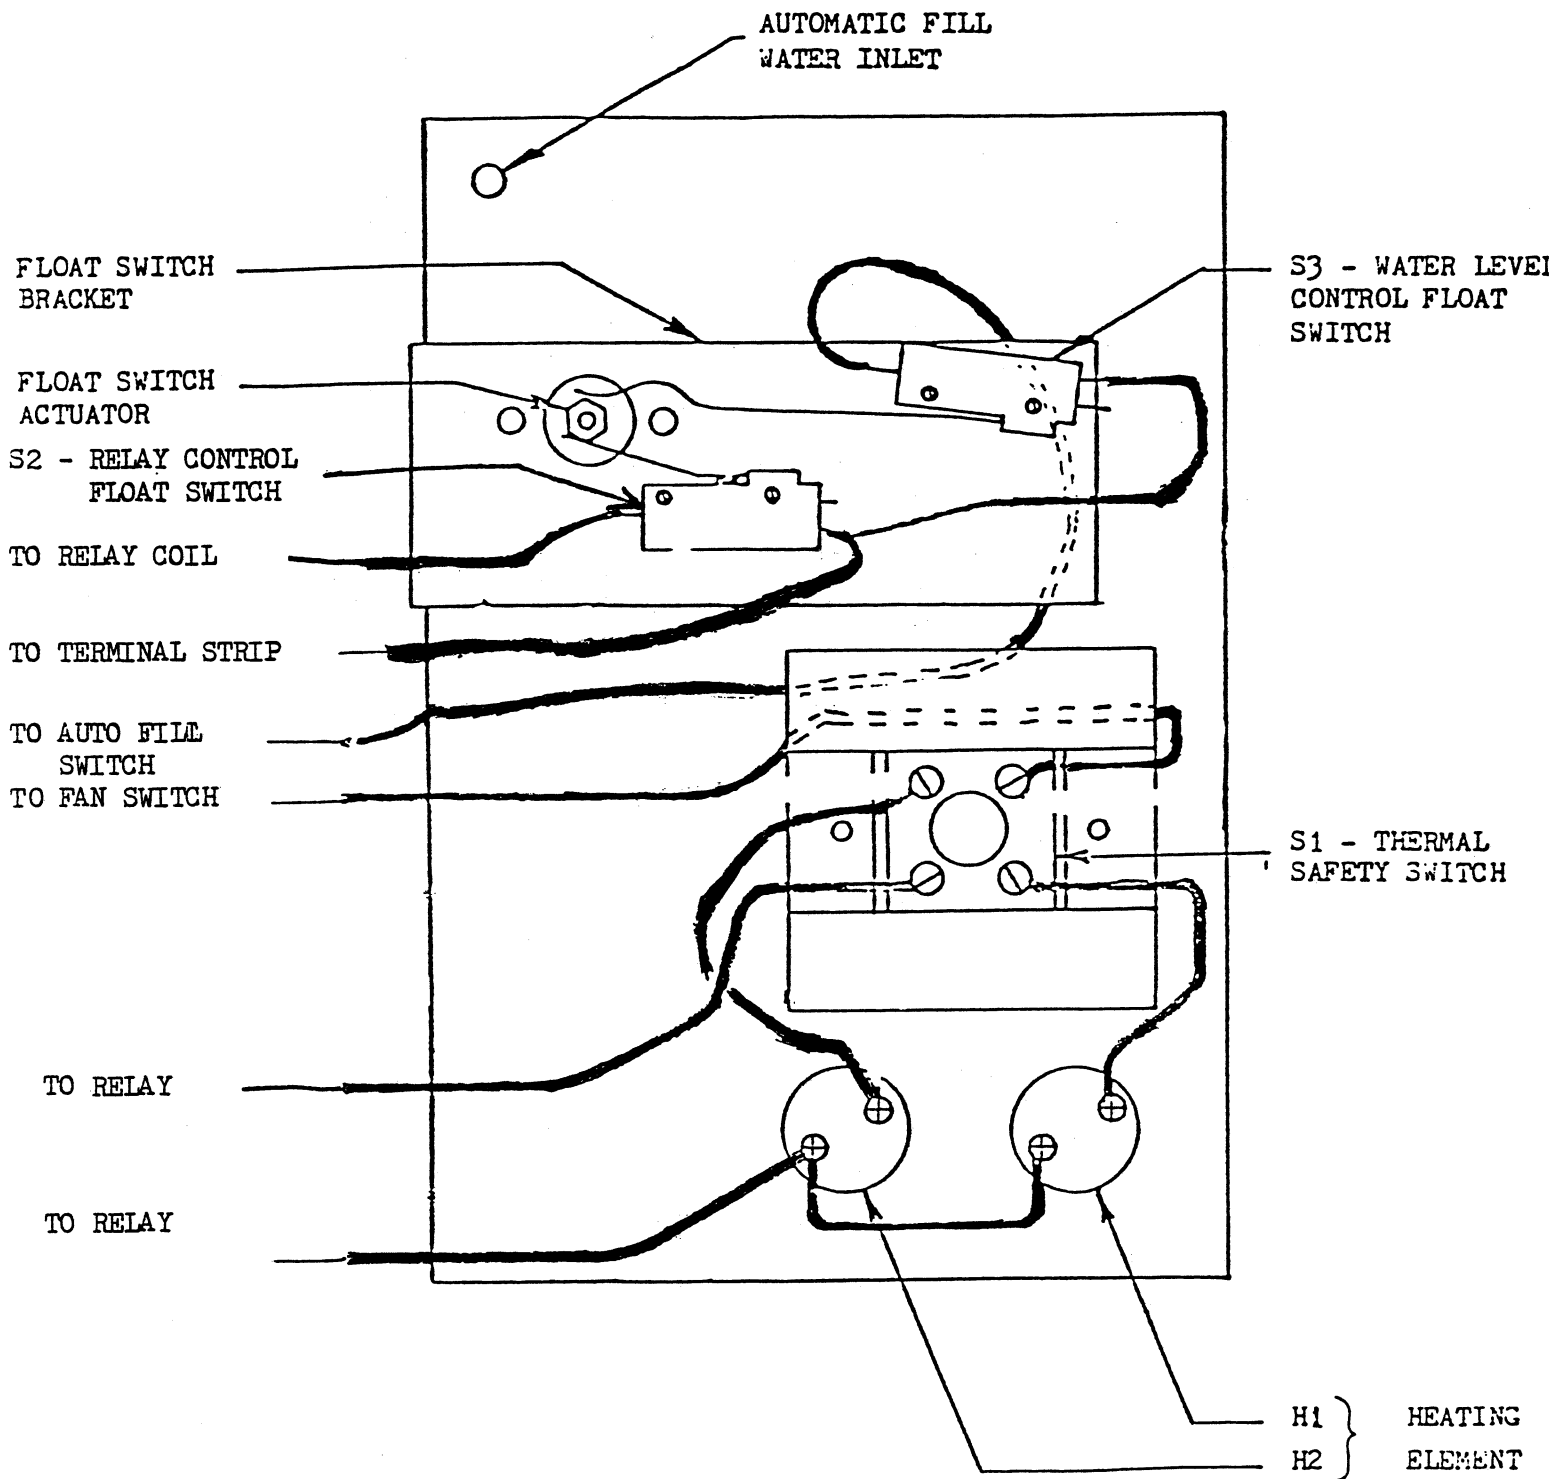 AUTOMATIC FILL
WATER INLET
FLOAT SWITCH
BRACKET
S3 - WATER LEVEL
CONTROL FLOAT
SWITCH
FLOAT SWITCH
ACTUATOR
S2 - RELAY CONTROL
FLOAT SWITCH
TO RELAY COIL
TO TERMINAL STRIP
TO AUTO FILL
SWITCH
TO FAN SWITCH
S1 - THERMAL
SAFETY SWITCH
TO RELAY
TO RELAY
H1 } HEATING
H2 ELEMENT